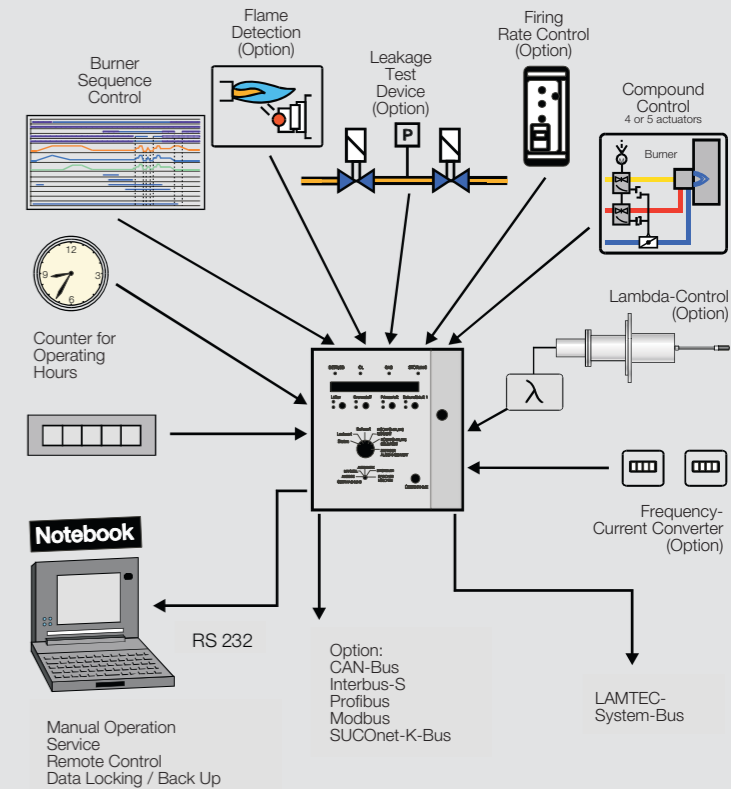 Flame
Detection
(Option)
Burner
Sequence
Control
Leakage
Test
Device
(Option)
P
Firing
Rate Control
(Option)
Compound
Control
4 or 5 actuators
Burner
12
3
6
9
Counter for
Operating
Hours
Lambda-Control
(Option)
λ
Frequency-
Current Converter
(Option)
Notebook
RS 232
Manual Operation
Service
Remote Control
Data Locking / Back Up
Option:
CAN-Bus
Interbus-S
Profibus
Modbus
SUCOnet-K-Bus
LAMTEC-
System-Bus